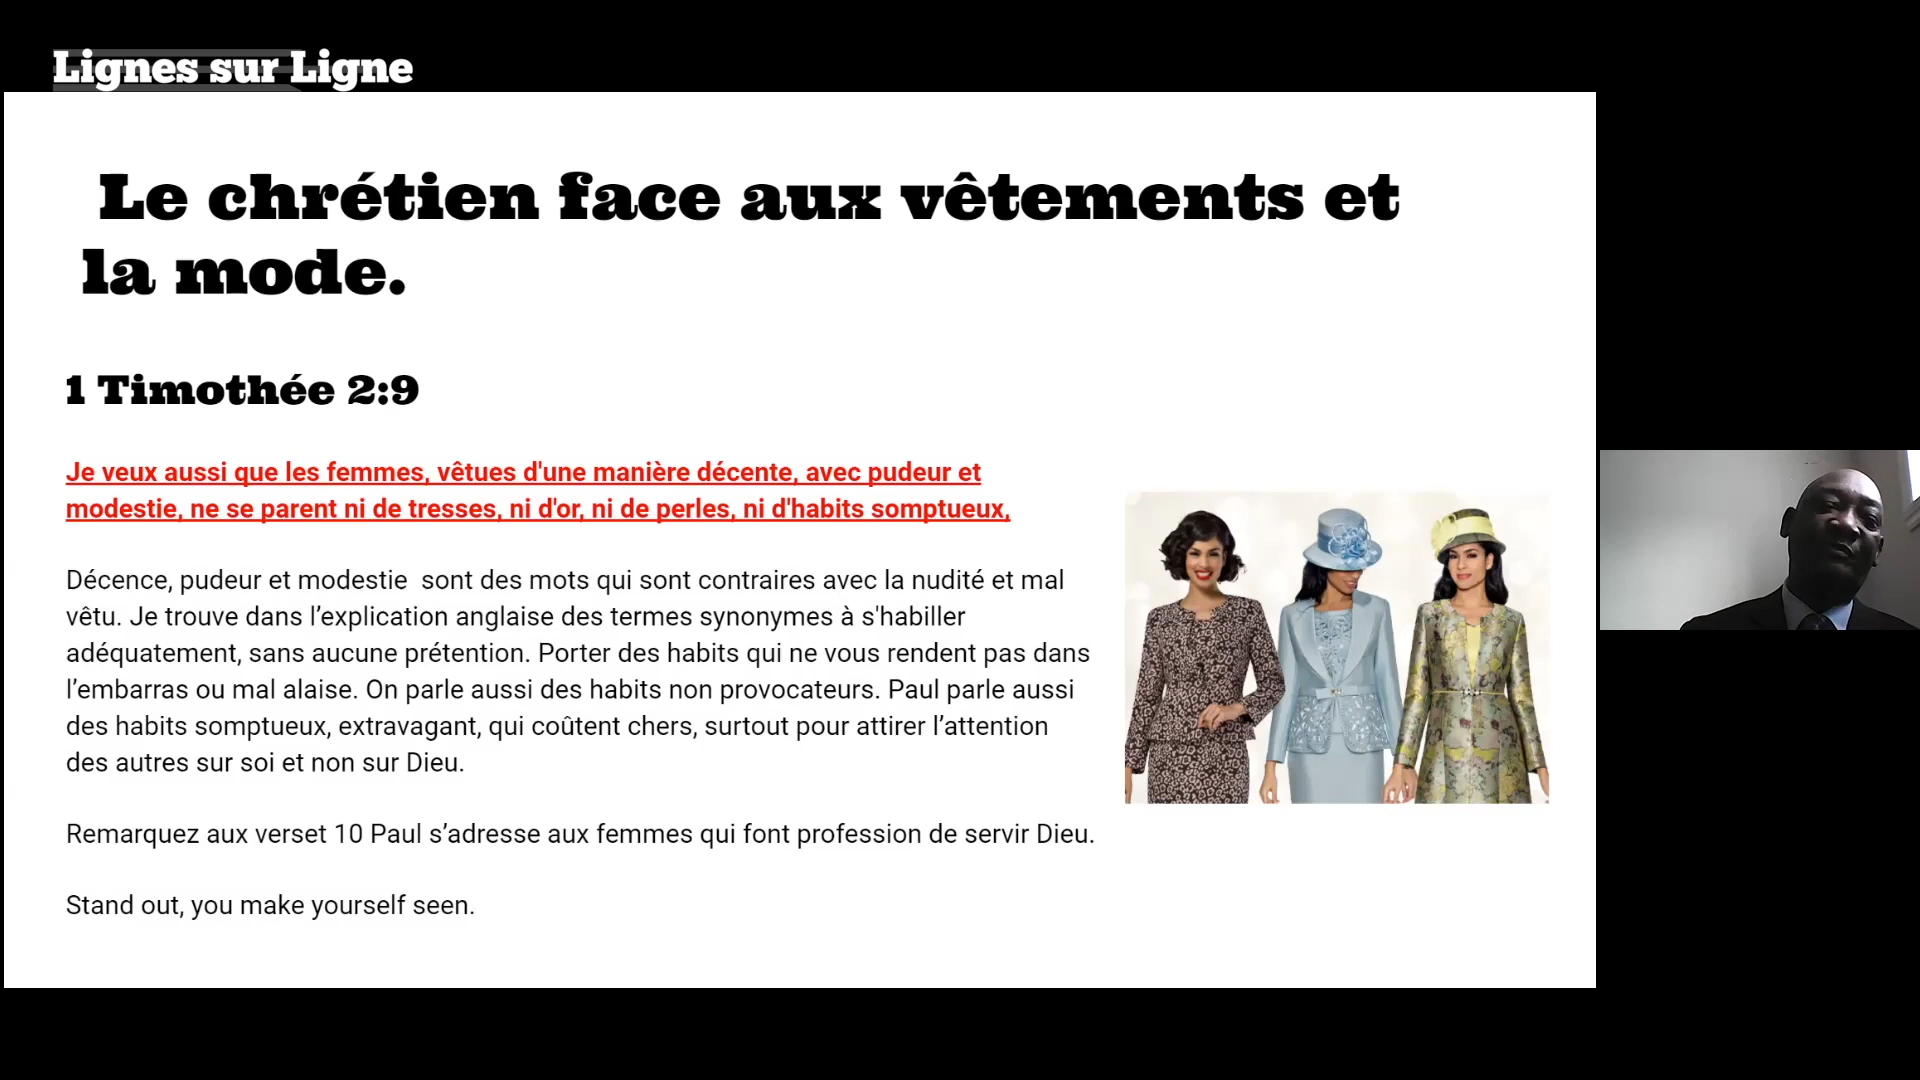 Lignes sur Ligne
Le chrétien face aux vêtements et
la mode.
1 Timothée 2:9
Je veux aussi que les femmes, vêtues d'une manière décente, avec pudeur et
modestie, ne se parent ni de tresses, ni d'or, ni de perles, ni d'habits somptueux,
Décence, pudeur et modestie  sont des mots qui sont contraires avec la nudité et mal
vêtu. Je trouve dans l’explication anglaise des termes synonymes à s'habiller
adéquatement, sans aucune prétention. Porter des habits qui ne vous rendent pas dans
l’embarras ou mal alaise. On parle aussi des habits non provocateurs. Paul parle aussi
des habits somptueux, extravagant, qui coûtent chers, surtout pour attirer l’attention
des autres sur soi et non sur Dieu.
Remarquez aux verset 10 Paul s’adresse aux femmes qui font profession de servir Dieu.
Stand out, you make yourself seen.